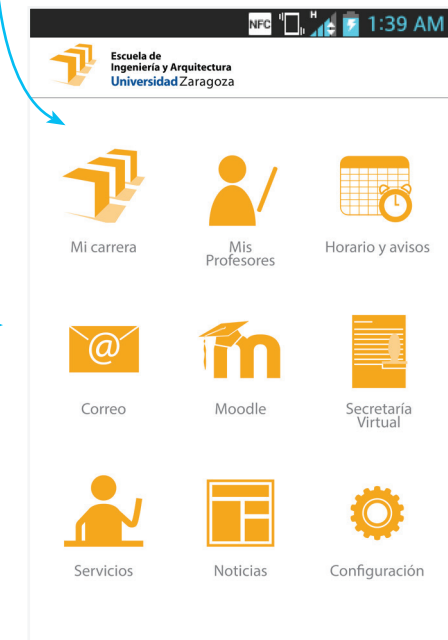 NFC H 1:39 AM
Escuela de
Ingeniería y Arquitectura
Universidad Zaragoza
Mi carrera
Mis
Profesores
Horario y avisos
@
Correo
m
Moodle
Secretaría
Virtual
Servicios
Noticias
Configuración